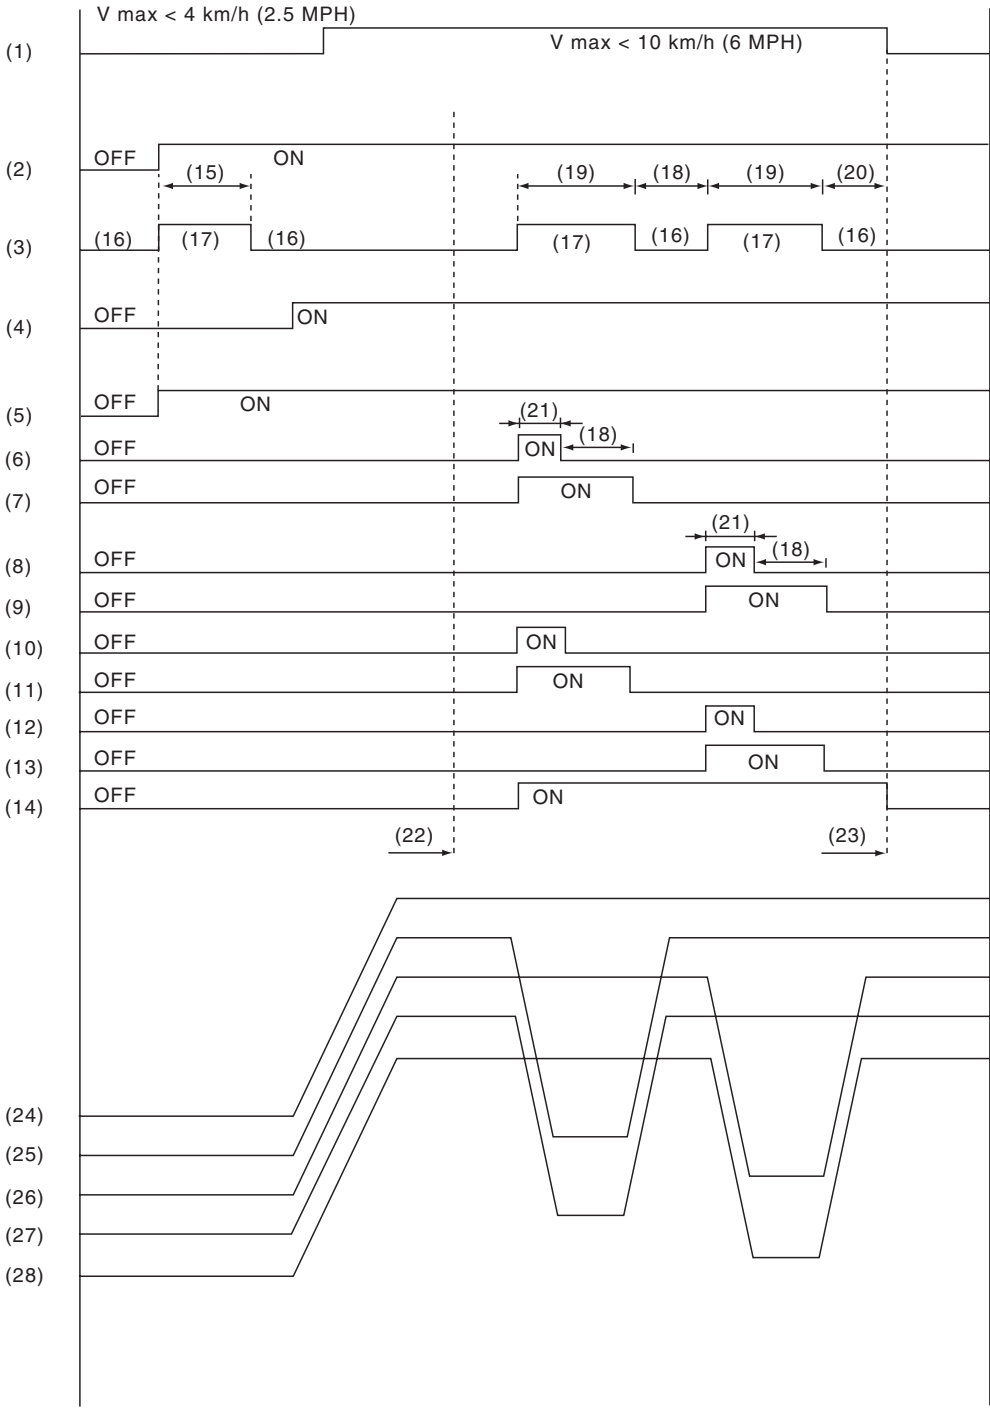 V max < 4 km/h (2.5 MPH)
(1)
V max < 10 km/h (6 MPH)
(2)
OFF
ON
(15)
(19)
(18)
(19)
(20)
(3)
(16)
(17)
(16)
(17)
(16)
(17)
(16)
(4)
OFF
ON
(5)
OFF
ON
(21)
(6)
OFF
ON
(18)
(7)
OFF
ON
(21)
(8)
OFF
ON
(18)
(9)
OFF
ON
(10)
OFF
ON
(11)
OFF
ON
(12)
OFF
ON
(13)
OFF
ON
(14)
OFF
ON
(22)
(23)
(24)
(25)
(26)
(27)
(28)